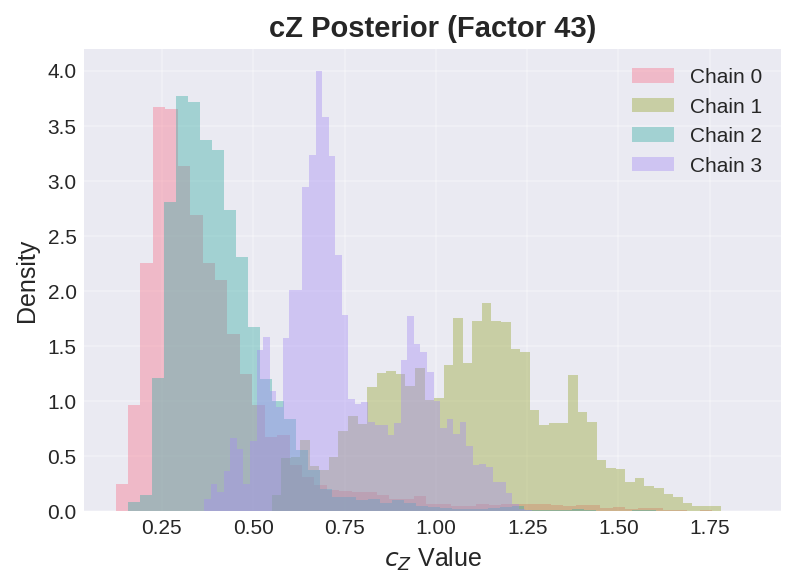 cZ Posterior (Factor 43)
4.0
3.5
3.0
2.5
2.0
1.5
1.0
0.5
0.0
Density
Chain 0
Chain 1
Chain 2
Chain 3
0.25 0.50 0.75 1.00 1.25 1.50 1.75
c_Z Value